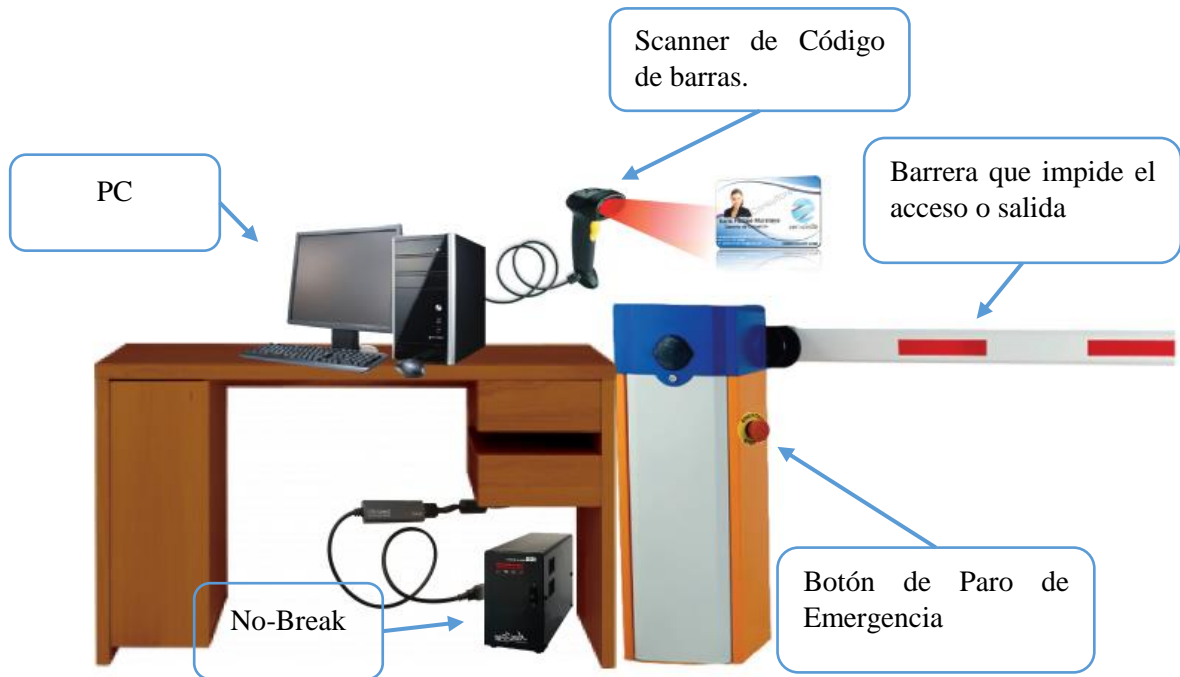 Scanner de Código
de barras.
PC
Barrera que impide el
acceso o salida
No-Break
Botón de Paro de
Emergencia